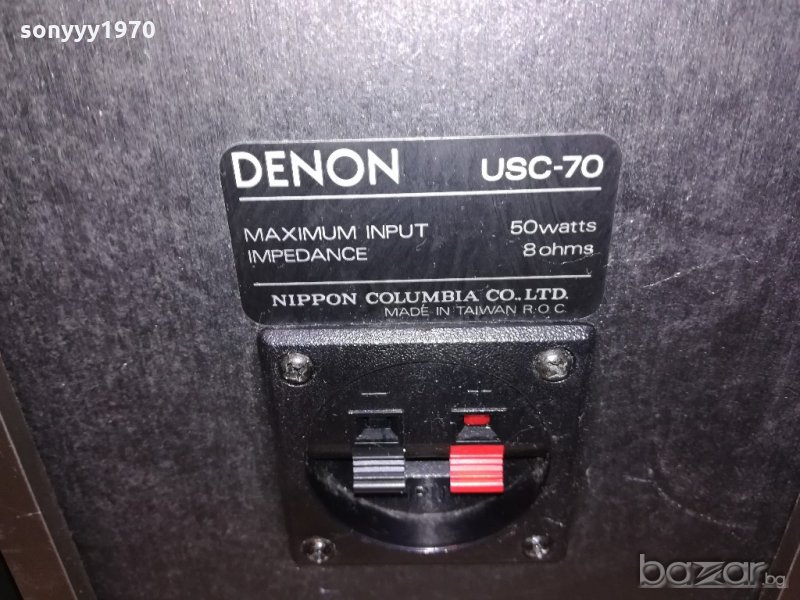 sonyyy1970
DENON USC-70
MAXIMUM INPUT 50watts
IMPEDANCE 8ohms
NIPPON COLUMBIA CO.,LTD.
MADE IN TAIWAN R.O.C.
− +
bazar.bg